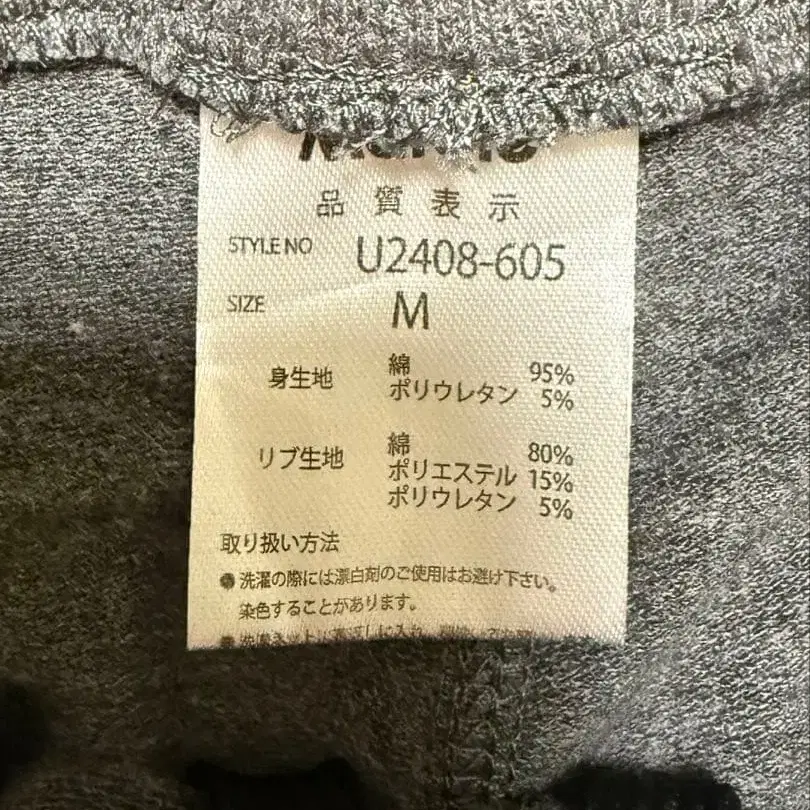 品質表示
STYLE NO U2408-605
SIZE M
身生地 綿 95%
ポリウレタン 5%
リブ生地 綿 80%
ポリエステル 15%
ポリウレタン 5%
取り扱い方法
●洗濯の際には漂白剤のご使用はお避け下さい。
染色することがあります。